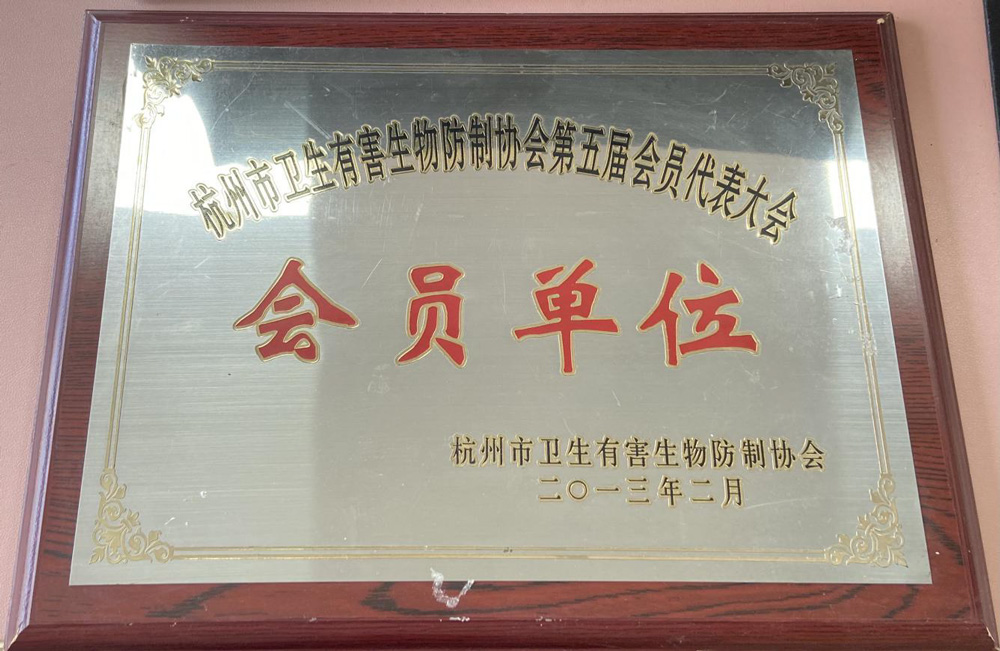 杭州市卫生有害生物防制协会第五届会员代表大会
会员单位
杭州市卫生有害生物防制协会
二〇一三年二月